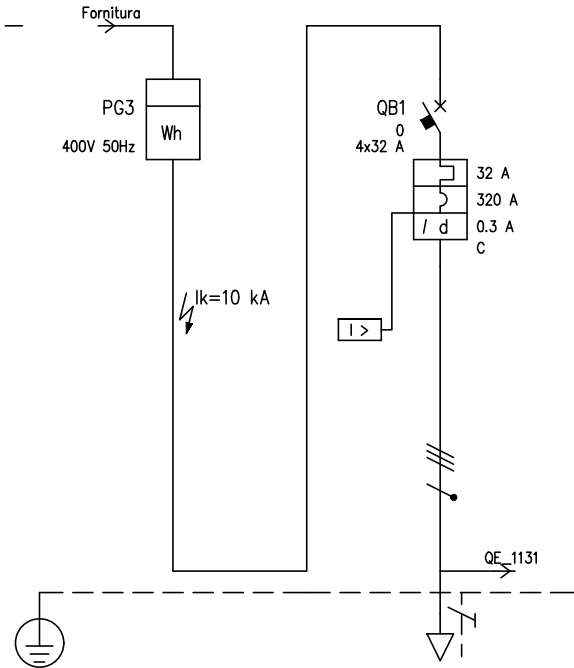 Fornitura
PG3
400V 50Hz
Wh
Ik=10 kA
QB1
0
4x32 A
32 A
320 A
I d
0.3 A
C
I >
QE_1131